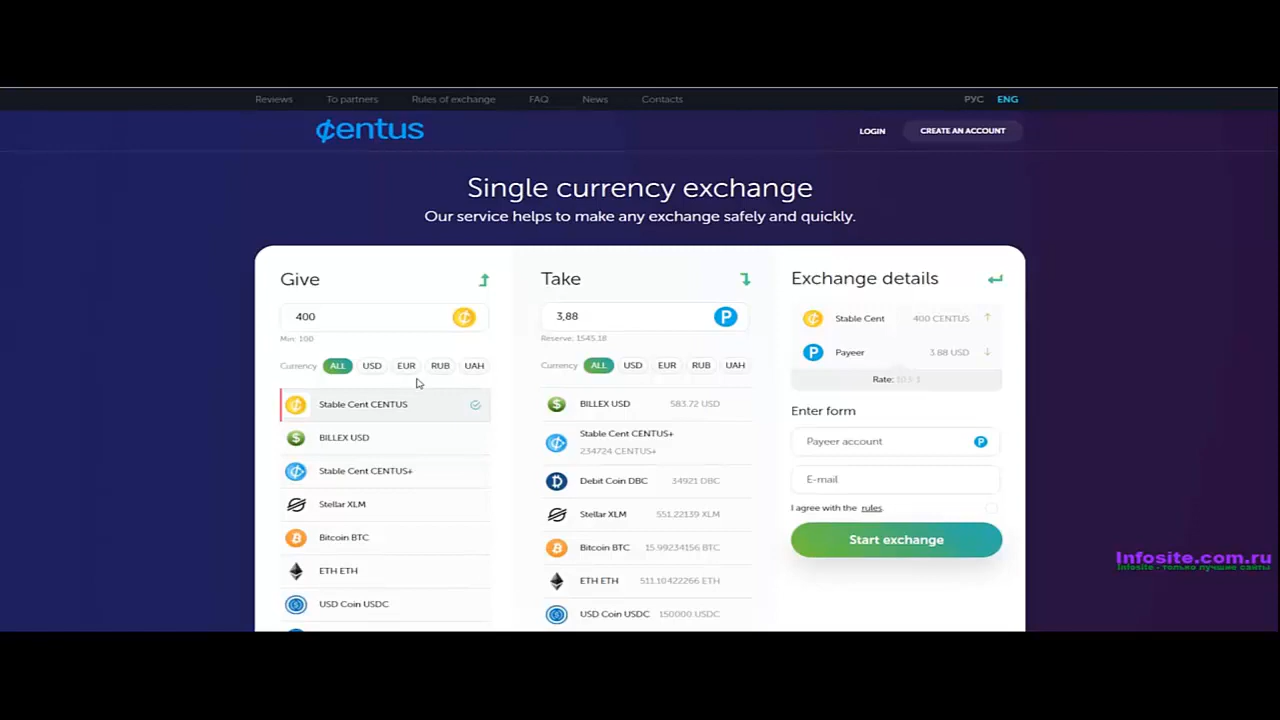 Reviews To partners Rules of exchange FAQ News Contacts РУС ENG
¢entus LOGIN CREATE AN ACCOUNT
Single currency exchange
Our service helps to make any exchange safely and quickly.
Give
400
Min: 100
Currency ALL USD EUR RUB UAH
Stable Cent CENTUS
BILLEX USD
Stable Cent CENTUS+
Stellar XLM
Bitcoin BTC
ETH ETH
USD Coin USDC
Take
3,88
Reserve: 1545.18
Currency ALL USD EUR RUB UAH
BILLEX USD 583.72 USD
Stable Cent CENTUS+
234724 CENTUS+
Debit Coin DBC 34921 DBC
Stellar XLM 551.22139 XLM
Bitcoin BTC 15.99234156 BTC
ETH ETH 511.10422266 ETH
USD Coin USDC 150000 USDC
Exchange details
Stable Cent 400 CENTUS
Payeer 3.88 USD
Rate:
Enter form
Payeer account
E-mail
I agree with the rules
Start exchange
Infosite.com.ru
Infosite - только лучшие сайты